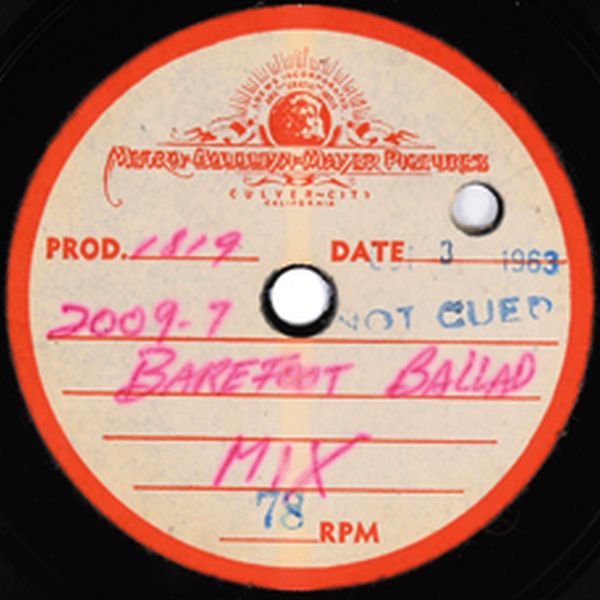 METRO-GOLDWYN-MAYER PICTURES
CULVER-CITY
CALIFORNIA
PROD. 1819 DATE 3 1963
2009-7 NOT CUED
BAREFOOT BALLAD
MIX
78 RPM